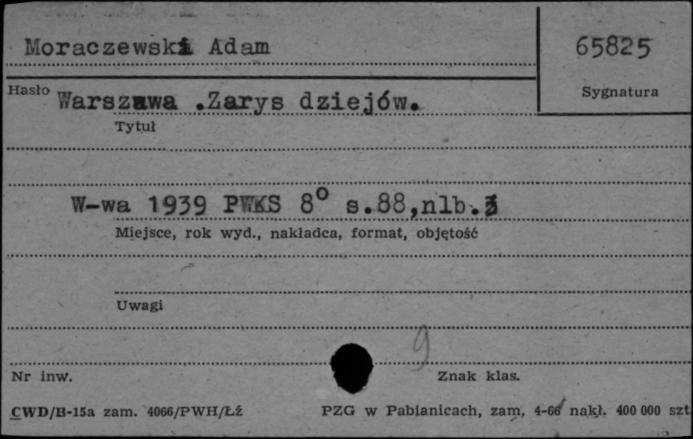 Moraczewski Adam
65825
Hasło
Sygnatura
Warszawa .Zarys dziejów.
Tytuł
W-wa 1939 PWKS 8° s.88,nlb.3
Miejsce, rok wyd., nakładca, format, objętość
Uwagi
9
Nr inw.
Znak klas.
CWD/B-15a zam. 4066/PWH/Łź
PZG w Pabianicach, zam. 4-66 nakł. 400 000 szt